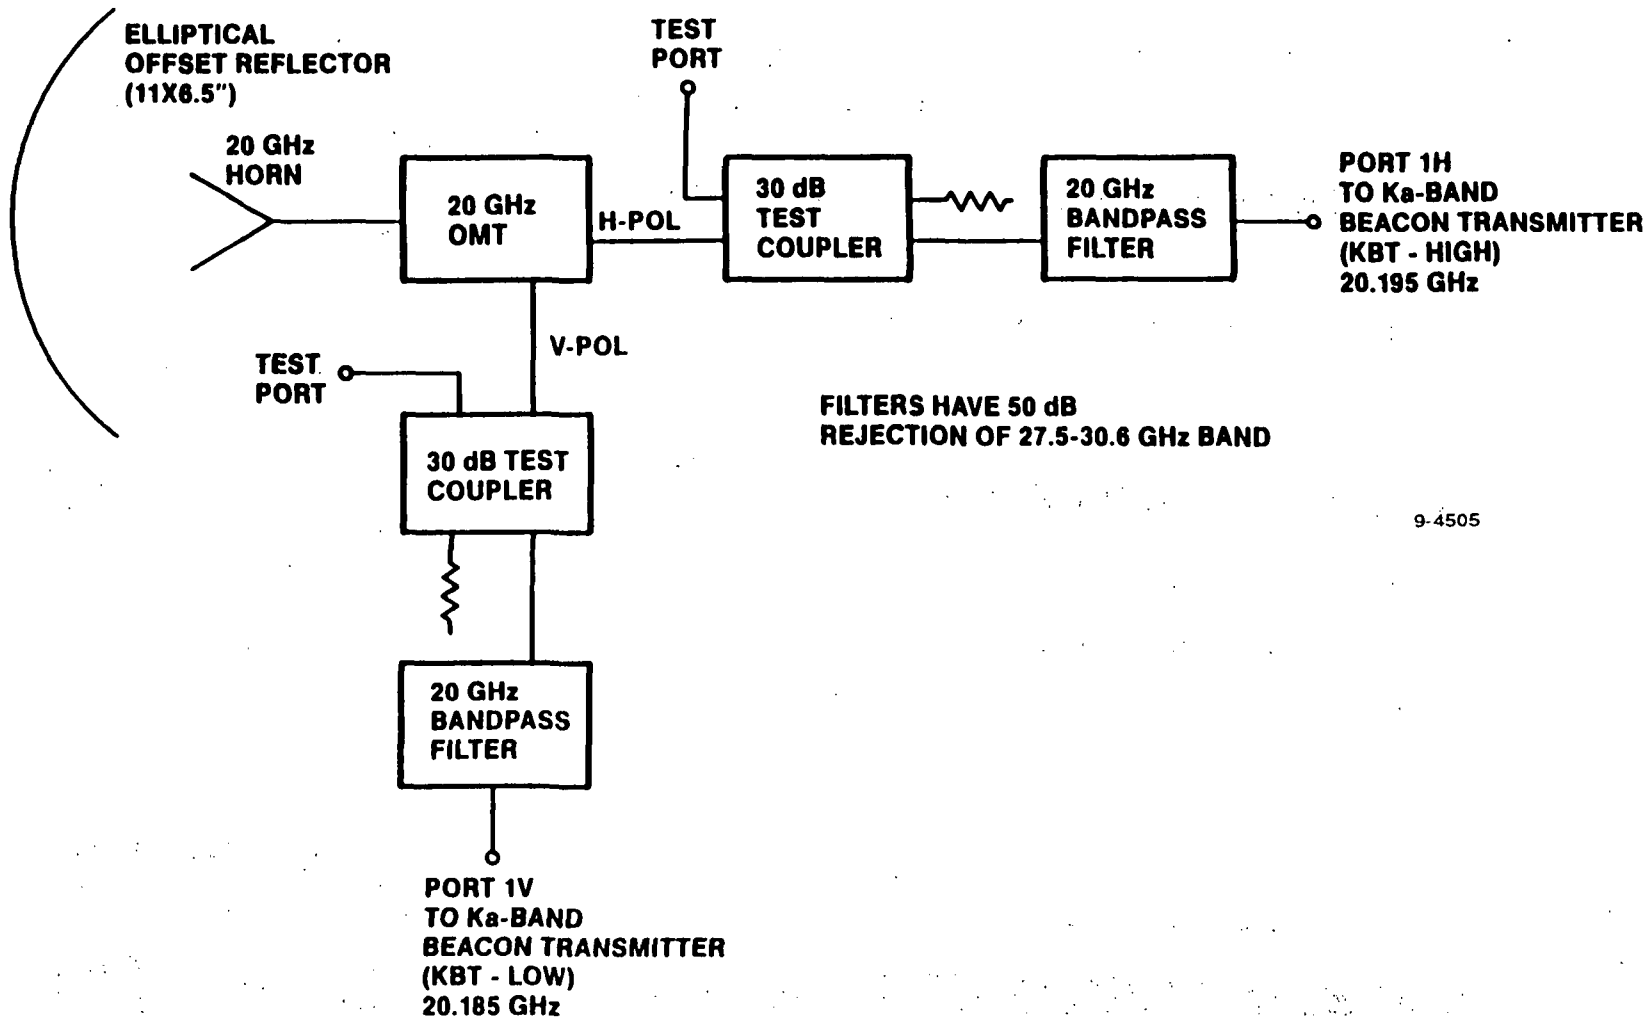 ELLIPTICAL
OFFSET REFLECTOR
(11X6.5")
20 GHz
HORN
TEST
PORT
20 GHz
OMT
H-POL
30 dB
TEST
COUPLER
20 GHz
BANDPASS
FILTER
PORT 1H
TO Ka-BAND
BEACON TRANSMITTER
(KBT - HIGH)
20.195 GHz
V-POL
TEST
PORT
30 dB TEST
COUPLER
FILTERS HAVE 50 dB
REJECTION OF 27.5-30.6 GHz BAND
9-4505
20 GHz
BANDPASS
FILTER
PORT 1V
TO Ka-BAND
BEACON TRANSMITTER
(KBT - LOW)
20.185 GHz